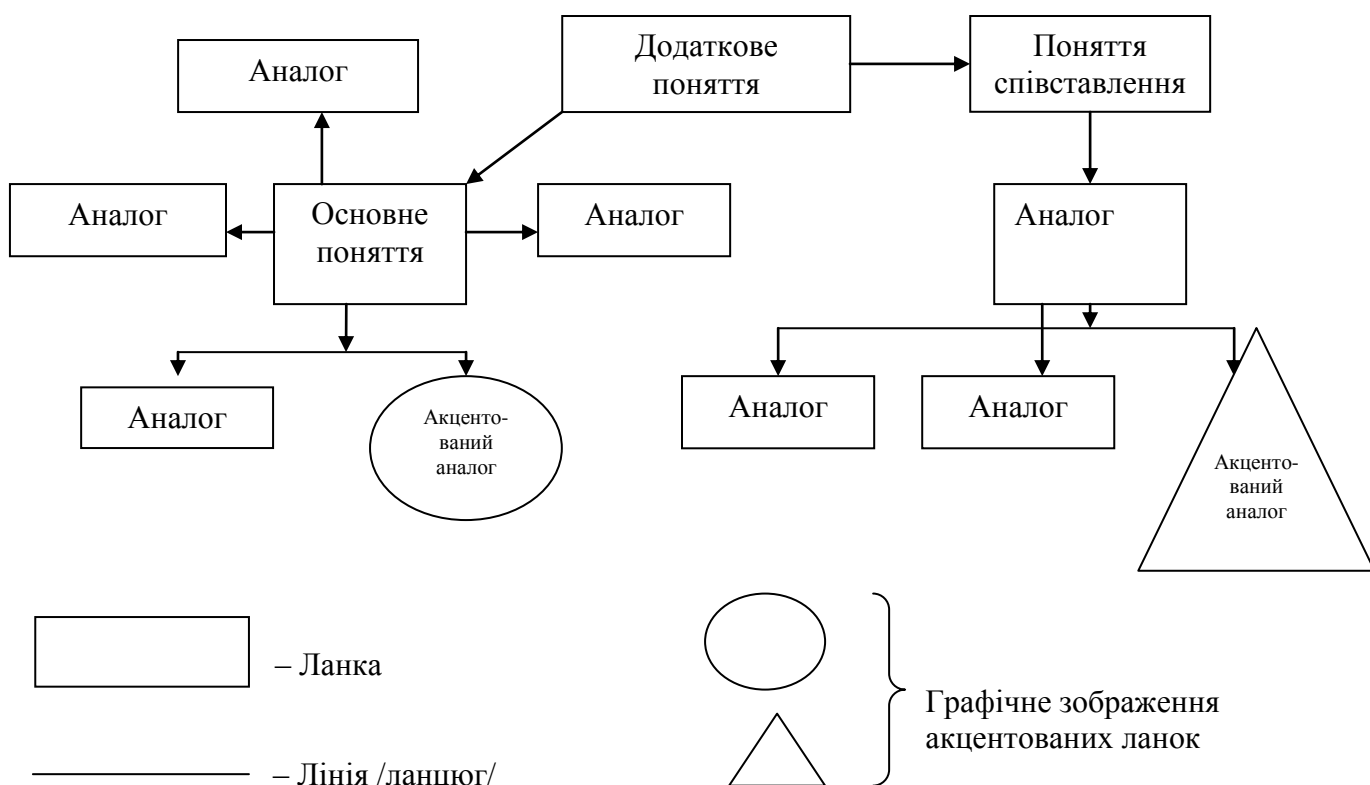 Аналог
Додаткове
поняття
Поняття
співставлення
Аналог
Основне
поняття
Аналог
Аналог
Аналог
Акценто-
ваний
аналог
Аналог
Аналог
Акценто-
ваний
аналог
– Ланка
Графічне зображення
акцентованих ланок
– Лінія /ланцюг/